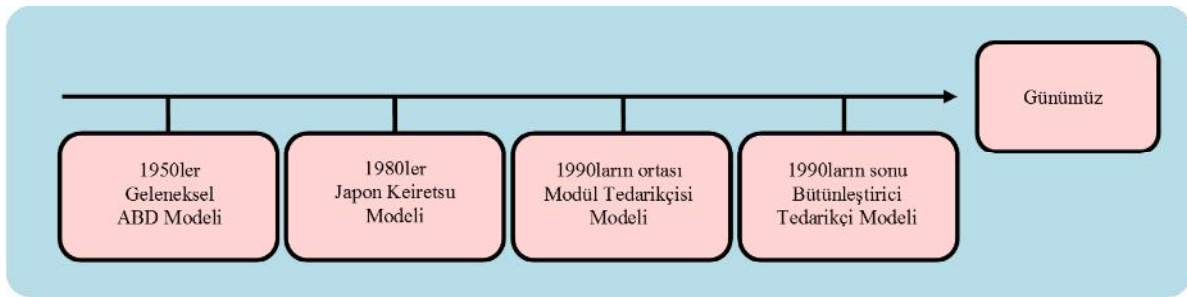 1950ler
Geleneksel
ABD Modeli
1980ler
Japon Keiretsu
Modeli
1990ların ortası
Modül Tedarikçisi
Modeli
1990ların sonu
Bütünleştirici
Tedarikçi Modeli
Günümüz